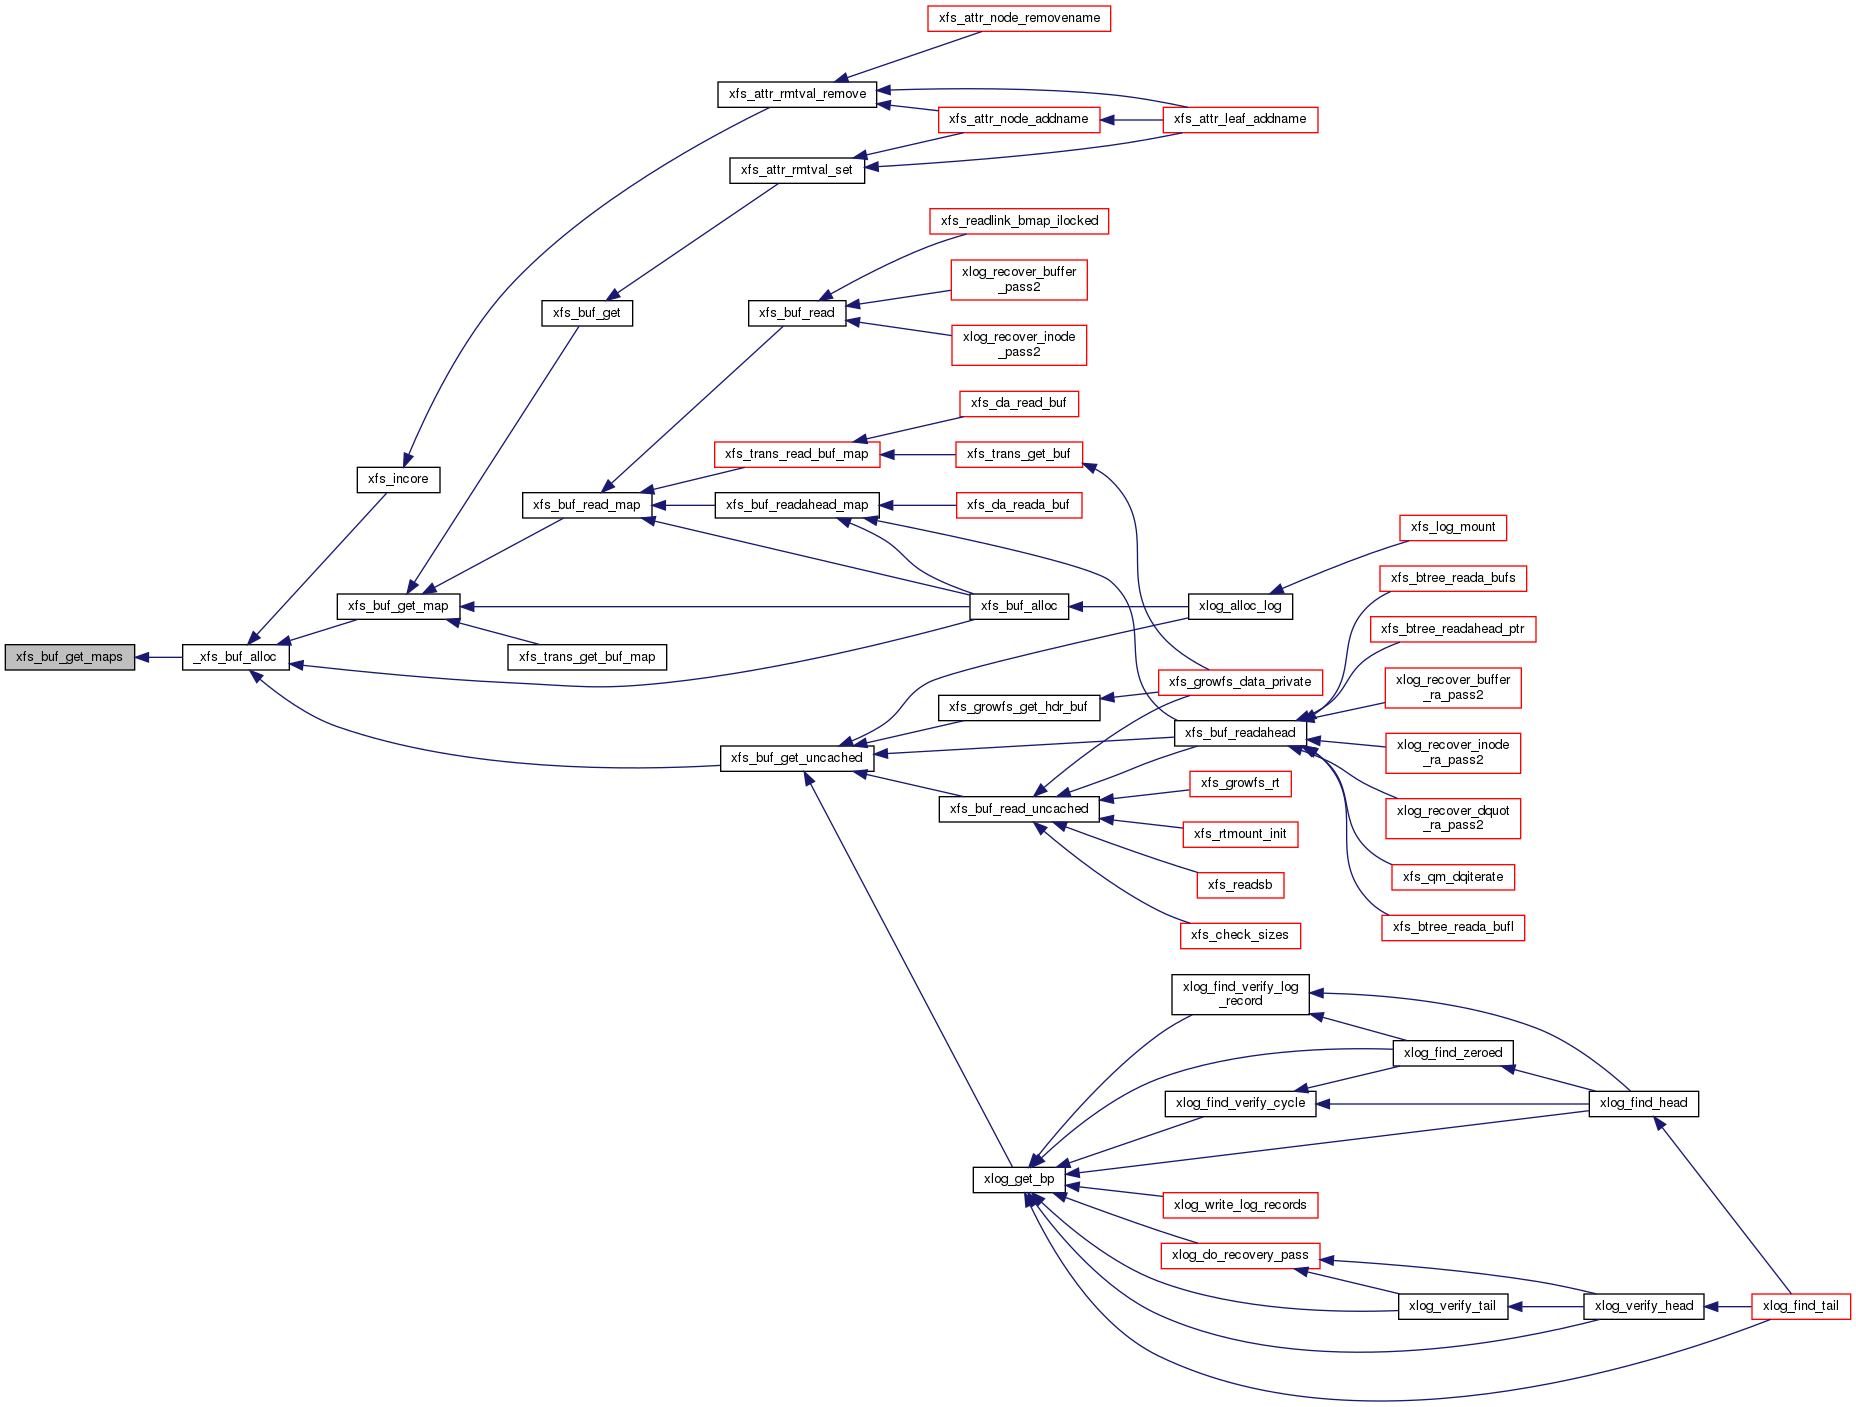 xfs_attr_node_removename
xfs_attr_rmtval_remove
xfs_attr_node_addname
xfs_attr_leaf_addname
xfs_attr_rmtval_set
xfs_readlink_bmap_ilocked
xlog_recover_buffer
_pass2
xfs_buf_get
xfs_buf_read
xlog_recover_inode
_pass2
xfs_da_read_buf
xfs_trans_read_buf_map
xfs_trans_get_buf
xfs_incore
xfs_buf_read_map
xfs_buf_readahead_map
xfs_da_reada_buf
xfs_log_mount
xfs_btree_reada_bufs
xfs_buf_get_map
xfs_buf_alloc
xlog_alloc_log
xfs_btree_readahead_ptr
xfs_buf_get_maps
_xfs_buf_alloc
xfs_trans_get_buf_map
xfs_growfs_data_private
xlog_recover_buffer
_ra_pass2
xfs_growfs_get_hdr_buf
xfs_buf_readahead
xlog_recover_inode
_ra_pass2
xfs_buf_get_uncached
xfs_growfs_rt
xfs_buf_read_uncached
xlog_recover_dquot
_ra_pass2
xfs_rtmount_init
xfs_qm_dqiterate
xfs_readsb
xfs_btree_reada_bufl
xfs_check_sizes
xlog_find_verify_log
_record
xlog_find_zeroed
xlog_find_verify_cycle
xlog_find_head
xlog_get_bp
xlog_write_log_records
xlog_do_recovery_pass
xlog_verify_tail
xlog_verify_head
xlog_find_tail